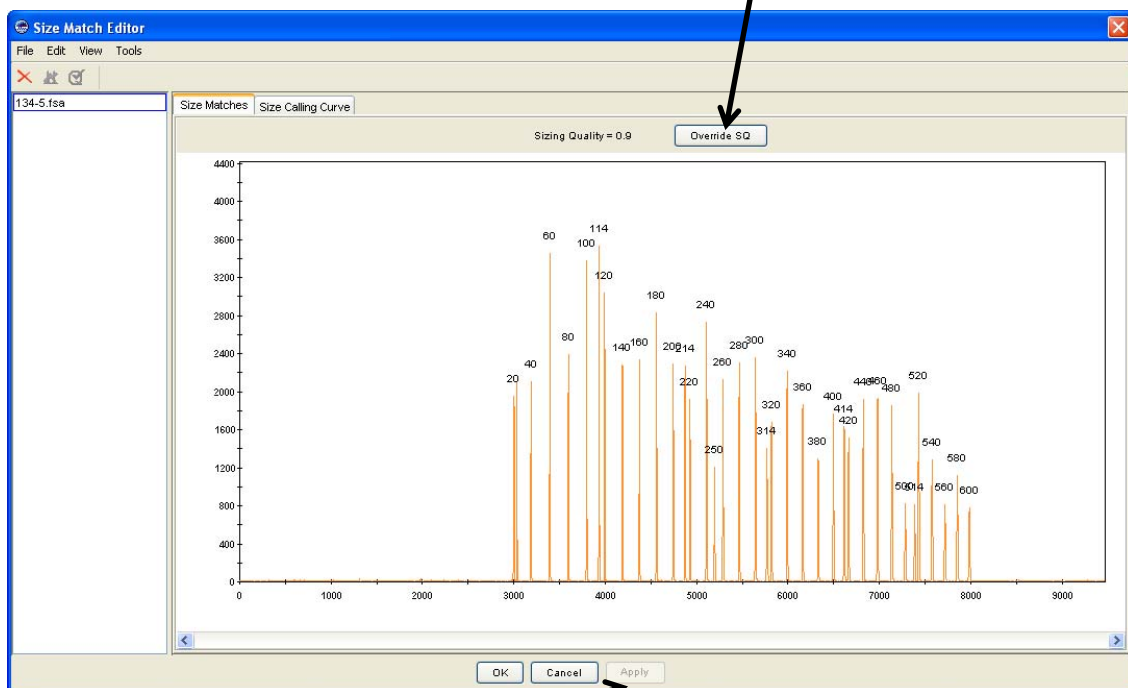 Size Match Editor
File Edit View Tools
134-5.fsa
Size Matches Size Calling Curve
Sizing Quality = 0.9 Override SQ
4400
4000
3600
3200
2800
2400
2000
1600
1200
800
400
0
114
60 100
120
180
240
80 300
40 140 160 200 214 280 340
20 220 260 360
250 314 320 380 400 414 420 440 460 480 520
500 514 540 560 580 600
0 1000 2000 3000 4000 5000 6000 7000 8000 9000
OK Cancel Apply